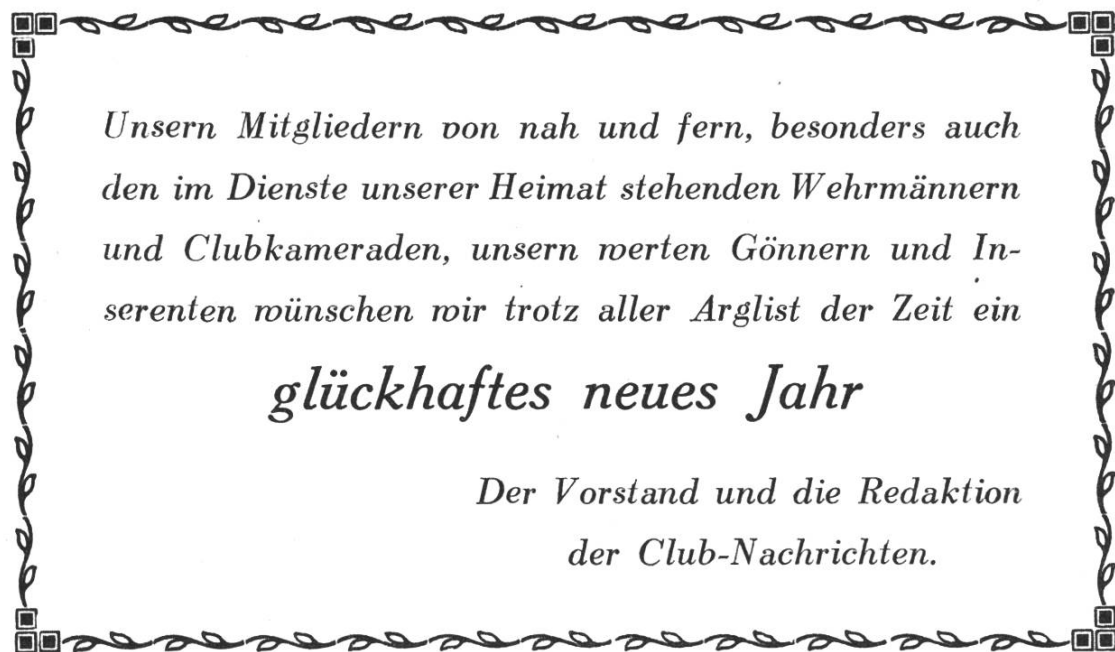 Unsern Mitgliedern von nah und fern, besonders auch
den im Dienste unserer Heimat stehenden Wehrmännern
und Clubkameraden, unsern werten Gönnern und In-
serenten wünschen wir trotz aller Arglist der Zeit ein
glückhaftes neues Jahr
Der Vorstand und die Redaktion
der Club-Nachrichten.